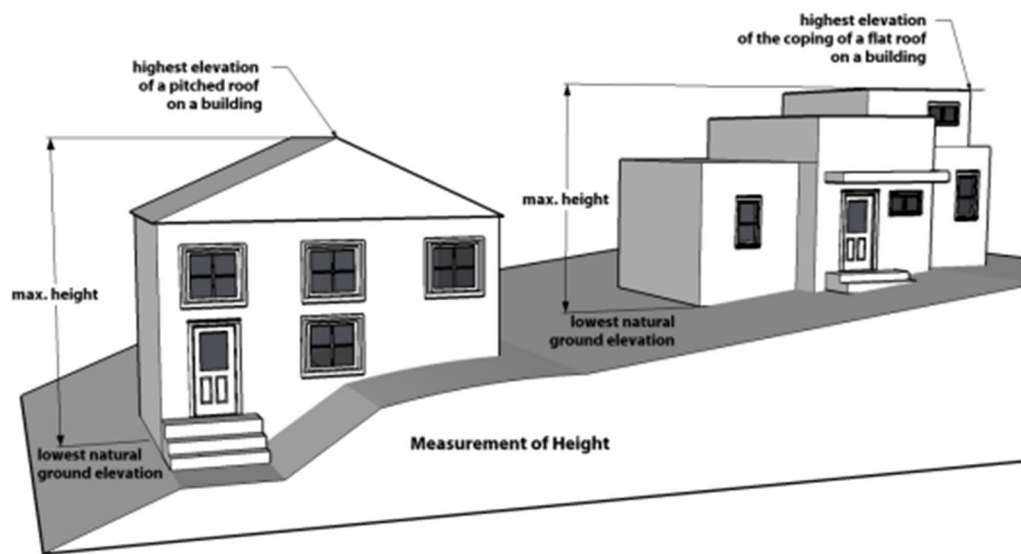 highest elevation
of a pitched roof
on a building
highest elevation
of the coping of a flat roof
on a building
max. height
max. height
lowest natural
ground elevation
lowest natural
ground elevation
Measurement of Height